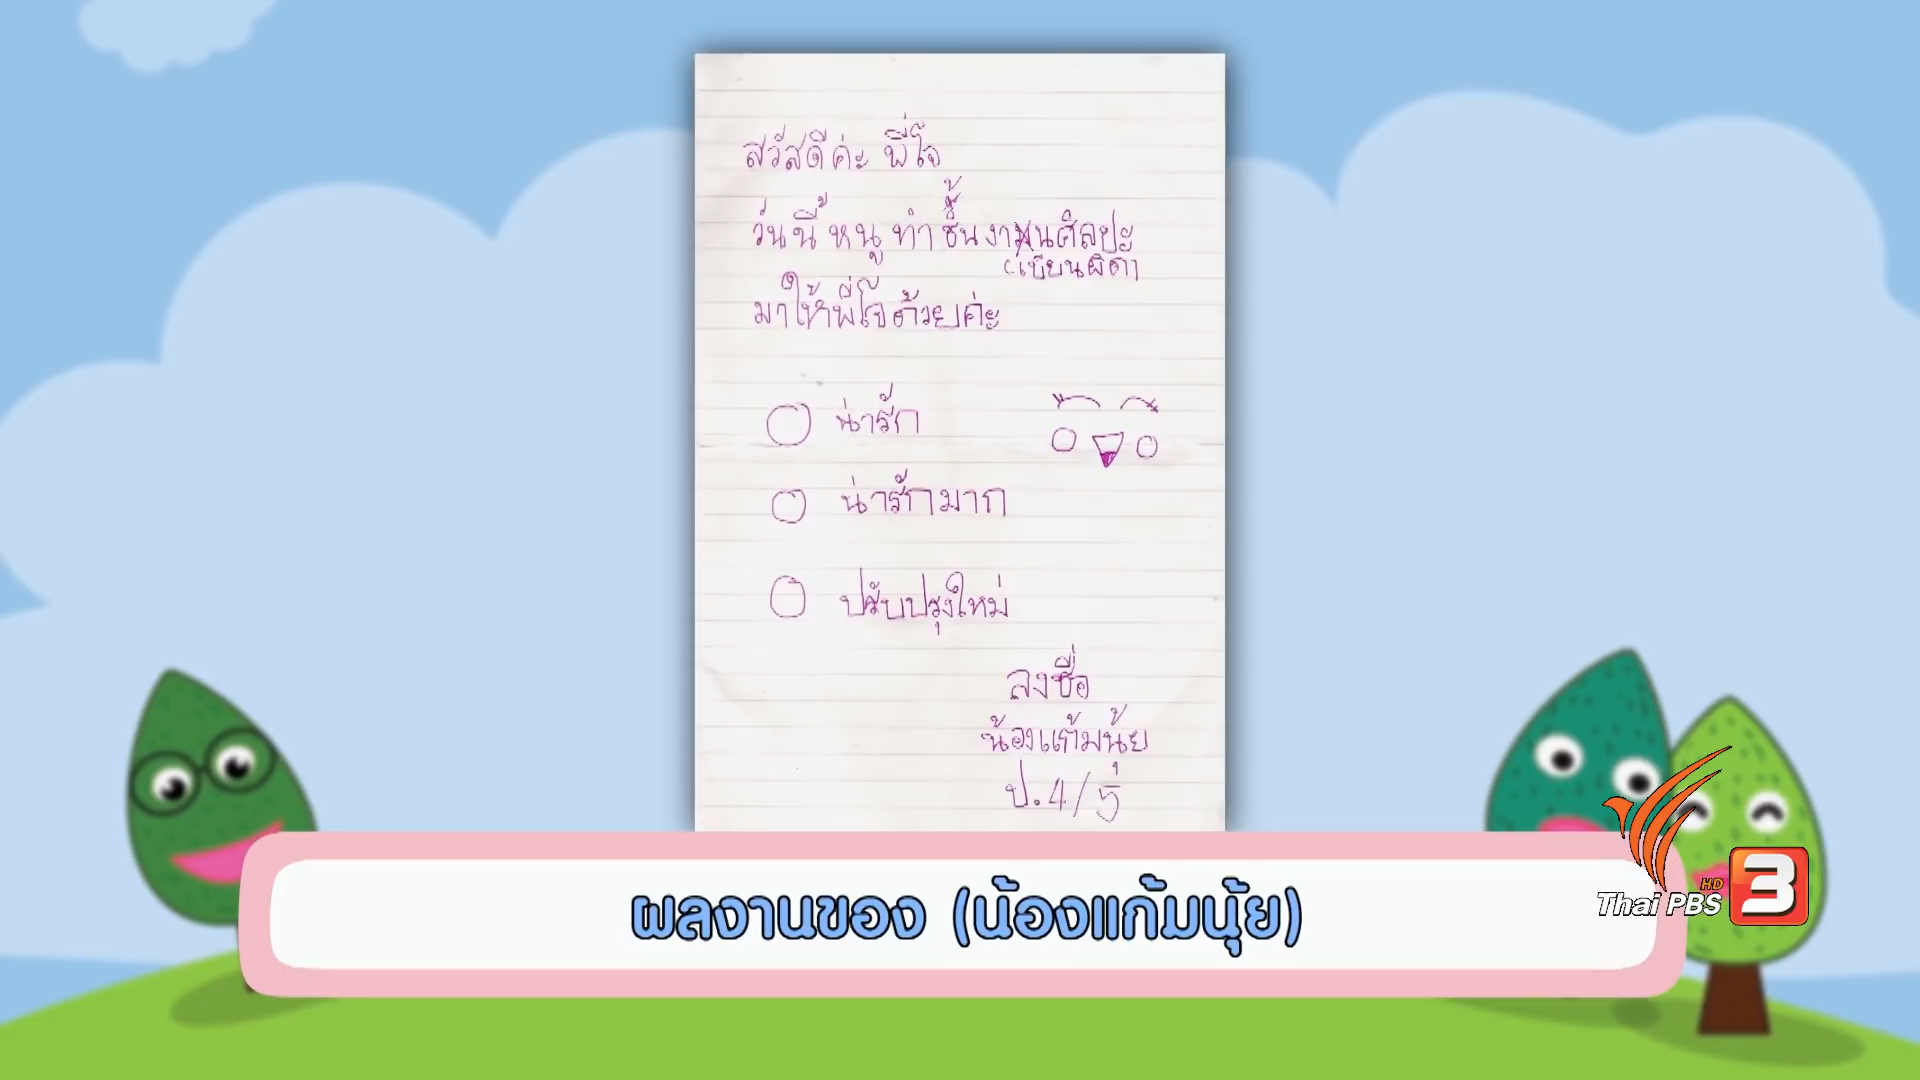 สวัสดีค่ะ พี่โจ
วันนี้ หนู ทำ ชิ้นงานศิลปะ
(เขียนผิด)
มาให้พี่โจด้วยค่ะ
น่ารัก
น่ารักมาก
ปรับปรุงใหม่
ลงชื่อ
น้องแก้มนุ้ย
ป.4/5
ผลงานของ (น้องแก้มนุ้ย)
Thai PBS HD 3